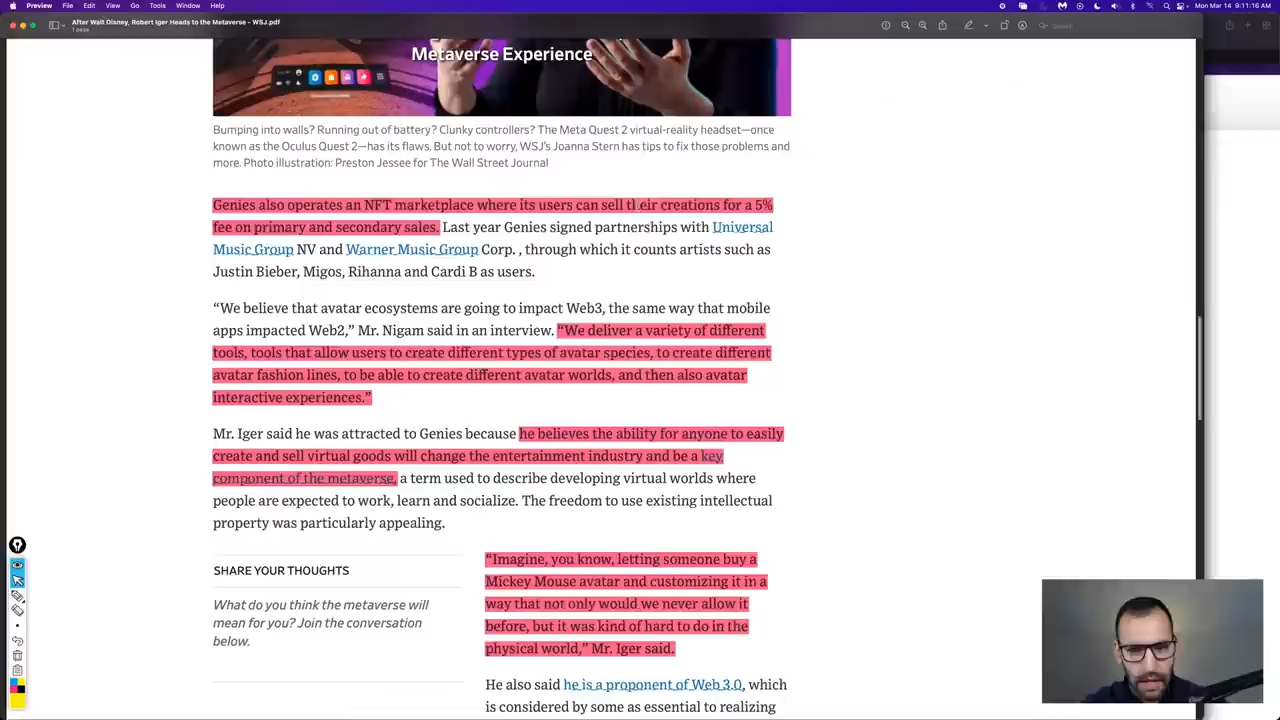 Preview File Edit View Go Tools Window Help
Mon Mar 14 9:11:16 AM
After Walt Disney, Robert Iger Heads to the Metaverse - WSJ.pdf
Search
Metaverse Experience
Bumping into walls? Running out of battery? Clunky controllers? The Meta Quest 2 virtual-reality headset—once
known as the Oculus Quest 2—has its flaws. But not to worry, WSJ's Joanna Stern has tips to fix those problems and
more. Photo illustration: Preston Jessee for The Wall Street Journal
Genies also operates an NFT marketplace where its users can sell their creations for a 5%
fee on primary and secondary sales. Last year Genies signed partnerships with Universal
Music Group NV and Warner Music Group Corp. , through which it counts artists such as
Justin Bieber, Migos, Rihanna and Cardi B as users.
“We believe that avatar ecosystems are going to impact Web3, the same way that mobile
apps impacted Web2,” Mr. Nigam said in an interview. “We deliver a variety of different
tools, tools that allow users to create different types of avatar species, to create different
avatar fashion lines, to be able to create different avatar worlds, and then also avatar
interactive experiences.”
Mr. Iger said he was attracted to Genies because he believes the ability for anyone to easily
create and sell virtual goods will change the entertainment industry and be a key
component of the metaverse, a term used to describe developing virtual worlds where
people are expected to work, learn and socialize. The freedom to use existing intellectual
property was particularly appealing.
SHARE YOUR THOUGHTS
What do you think the metaverse will
mean for you? Join the conversation
below.
“Imagine, you know, letting someone buy a
Mickey Mouse avatar and customizing it in a
way that not only would we never allow it
before, but it was kind of hard to do in the
physical world,” Mr. Iger said.
He also said he is a proponent of Web 3.0, which
is considered by some as essential to realizing